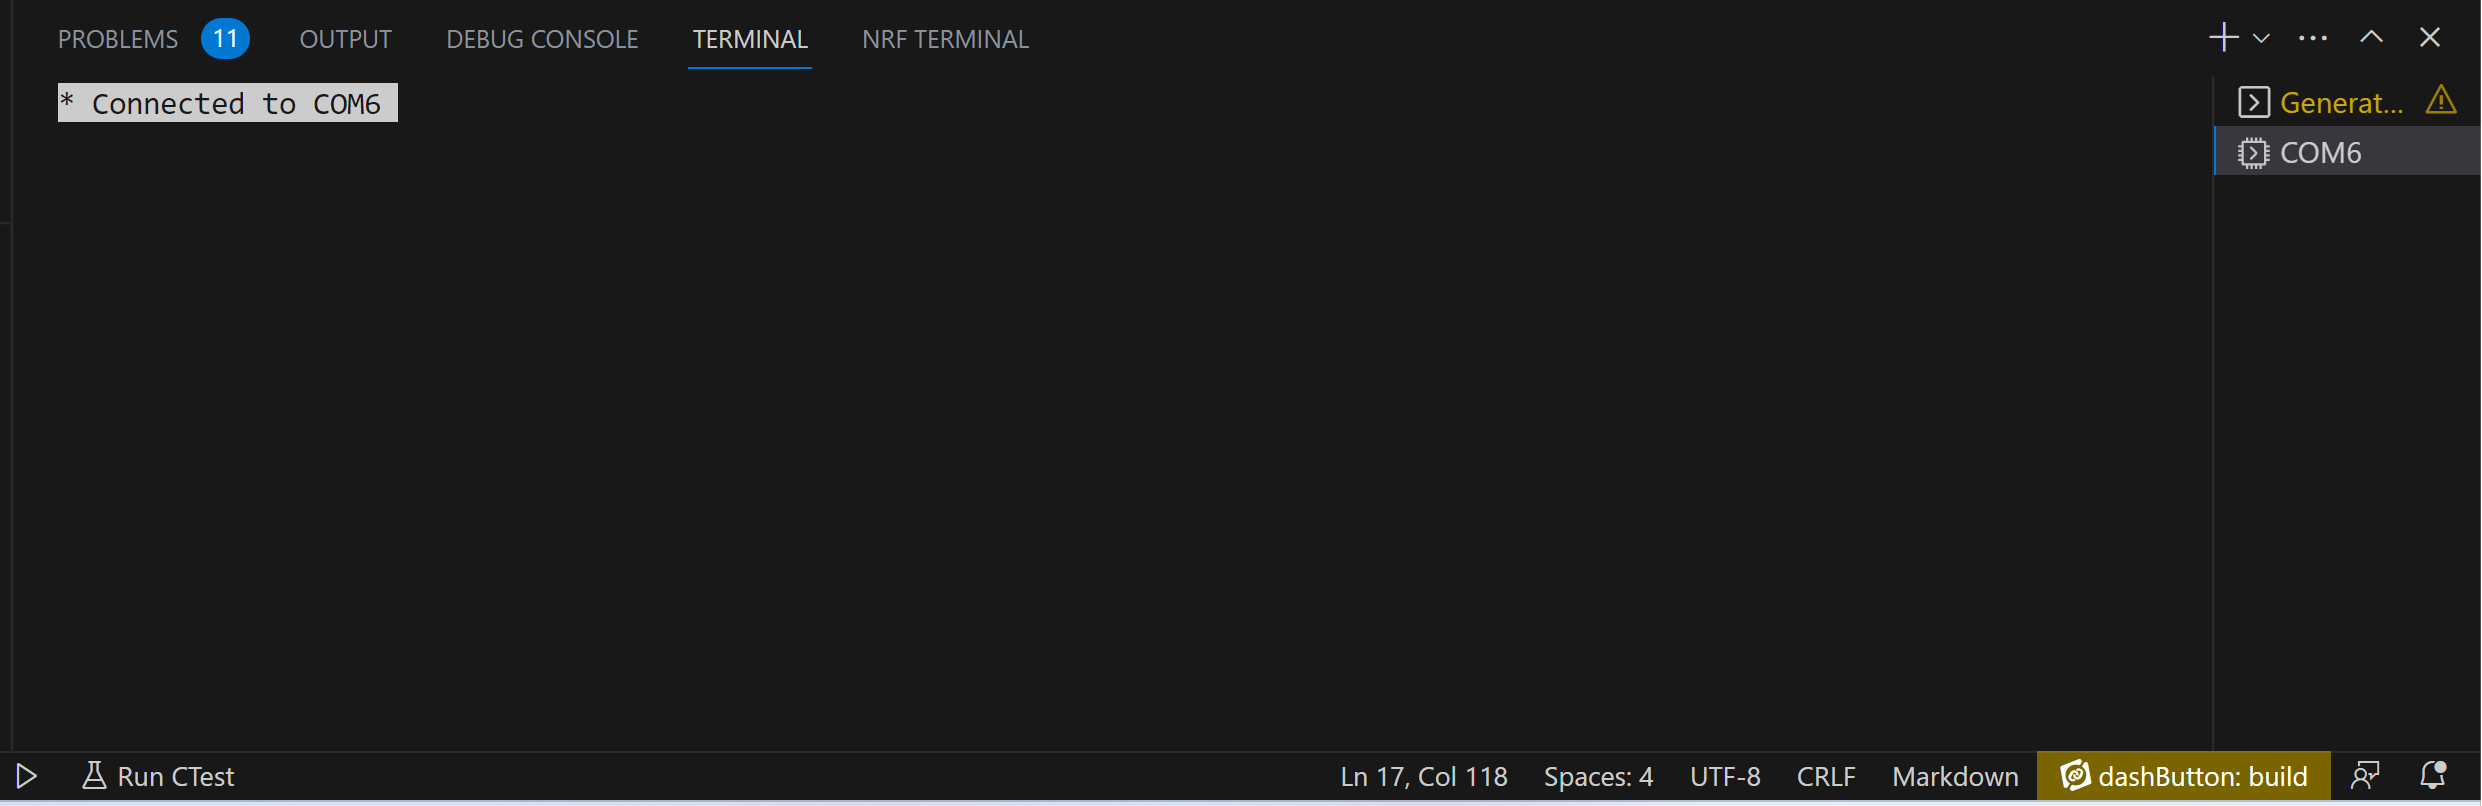 PROBLEMS 11 OUTPUT DEBUG CONSOLE TERMINAL NRF TERMINAL
* Connected to COM6
Generat...
COM6
Run CTest Ln 17, Col 118 Spaces: 4 UTF-8 CRLF Markdown dashButton: build